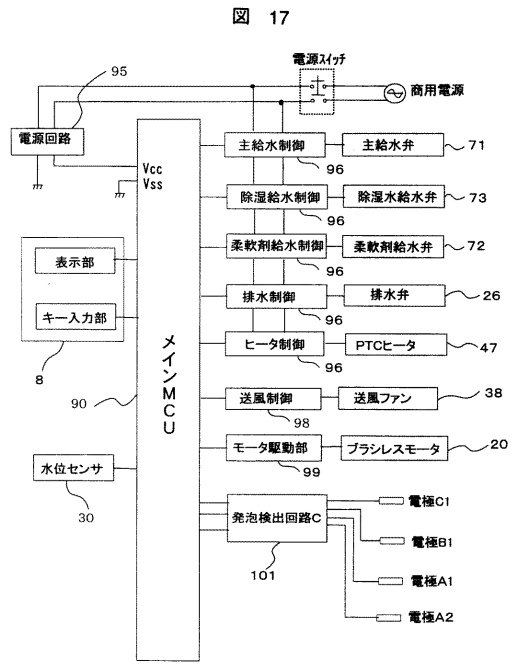 図 17
電源スイッチ
95
商用電源
電源回路
Vcc
Vss
主給水制御
主給水弁
71
96
除湿給水制御
除湿水給水弁
73
96
柔軟剤給水制御
柔軟剤給水弁
72
96
表示部
排水制御
排水弁
26
96
キー入力部
ヒータ制御
PTCヒータ
47
96
8
メインMCU
90
送風制御
送風ファン
38
98
モータ駆動部
ブラシレスモータ
20
99
水位センサ
30
発泡検出回路C
101
電極C1
電極B1
電極A1
電極A2